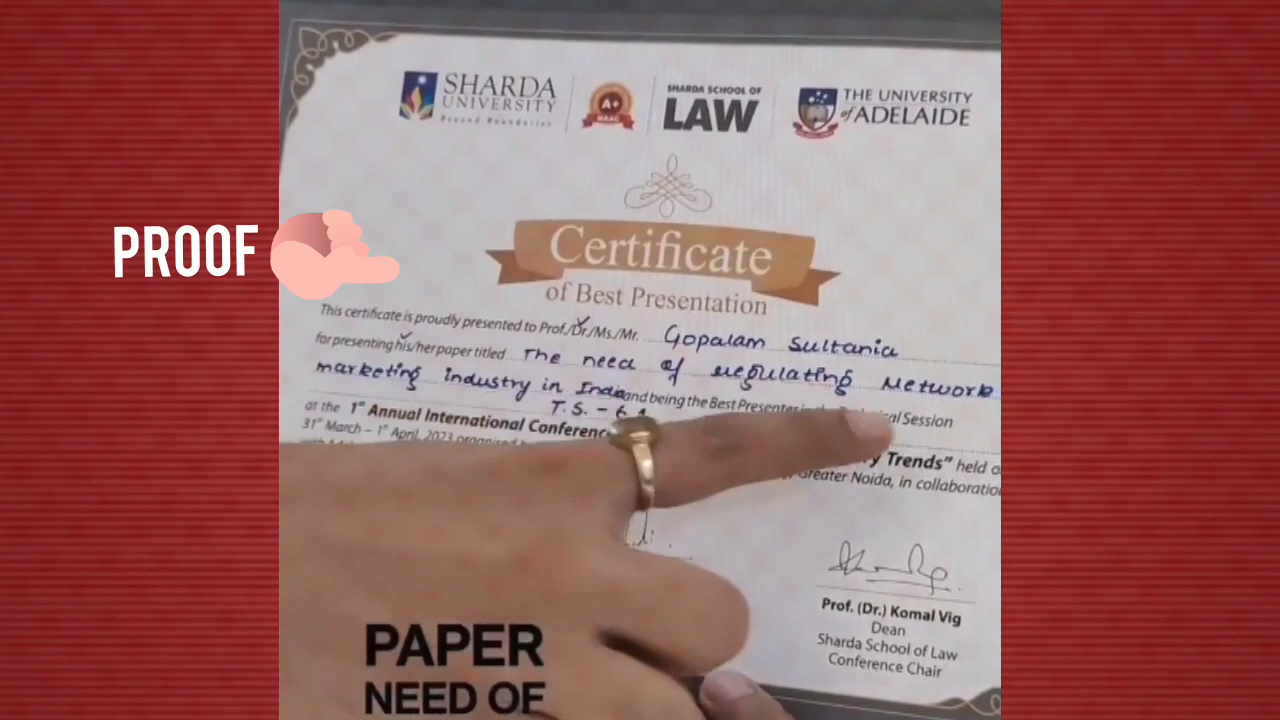 SHARDA
UNIVERSITY
Beyond Boundaries
A+
NAAC
SHARDA SCHOOL OF
LAW
THE UNIVERSITY
of ADELAIDE
PROOF
Certificate
of Best Presentation
This certificate is proudly presented to Prof./Dr./Ms./Mr. Gopalam Sultania
for presenting his/her paper titled The need of regulating Network
marketing industry in India and being the Best Presenter in the Technical Session
T.S. - 6
at the 1st Annual International Conference
y Trends" held o
31st March – 1st April, 2023 organised
Greater Noida, in collaboration
Prof. (Dr.) Komal Vig
Dean
Sharda School of Law
Conference Chair
PAPER
NEED OF